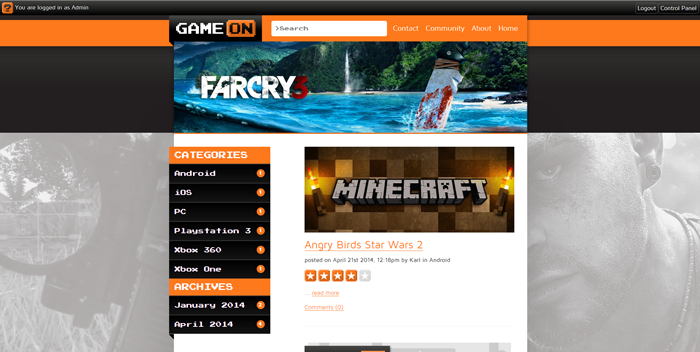 ? You are logged in as Admin
Logout Control Panel
GAME ON
>Search
Contact Community About Home
FARCRY3
CATEGORIES
Android 1
iOS 1
PC 1
Playstation 3 1
Xbox 360 1
Xbox One 1
ARCHIVES
January 2014 2
April 2014 4
MINECRAFT
Angry Birds Star Wars 2
posted on April 21st 2014, 12:18pm by Karl in Android
... read more
Comments (0)